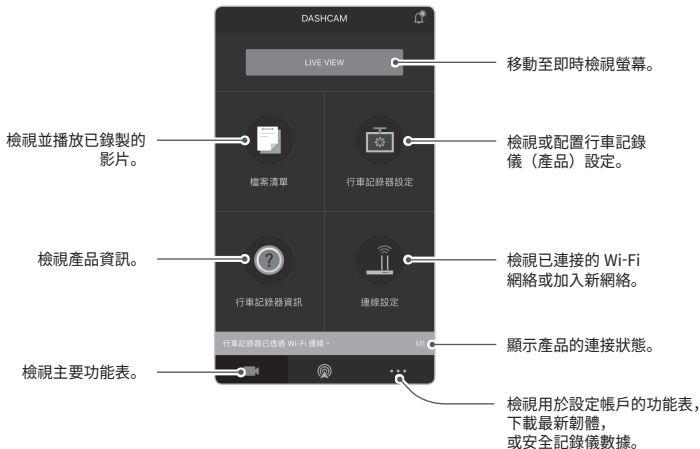 DASHCAM
N
LIVE VIEW
移動至即時檢視螢幕。
檢視並播放已錄製的
影片。
檢視或配置行車記錄
儀（產品）設定。
檔案清單
行車記錄器設定
檢視產品資訊。
檢視已連接的 Wi-Fi
網絡或加入新網絡。
行車記錄器資訊
連線設定
行車記錄器已透過 Wi-Fi 連線。
M1
顯示產品的連接狀態。
檢視主要功能表。
檢視用於設定帳戶的功能表，
下載最新韌體，
或安全記錄儀數據。